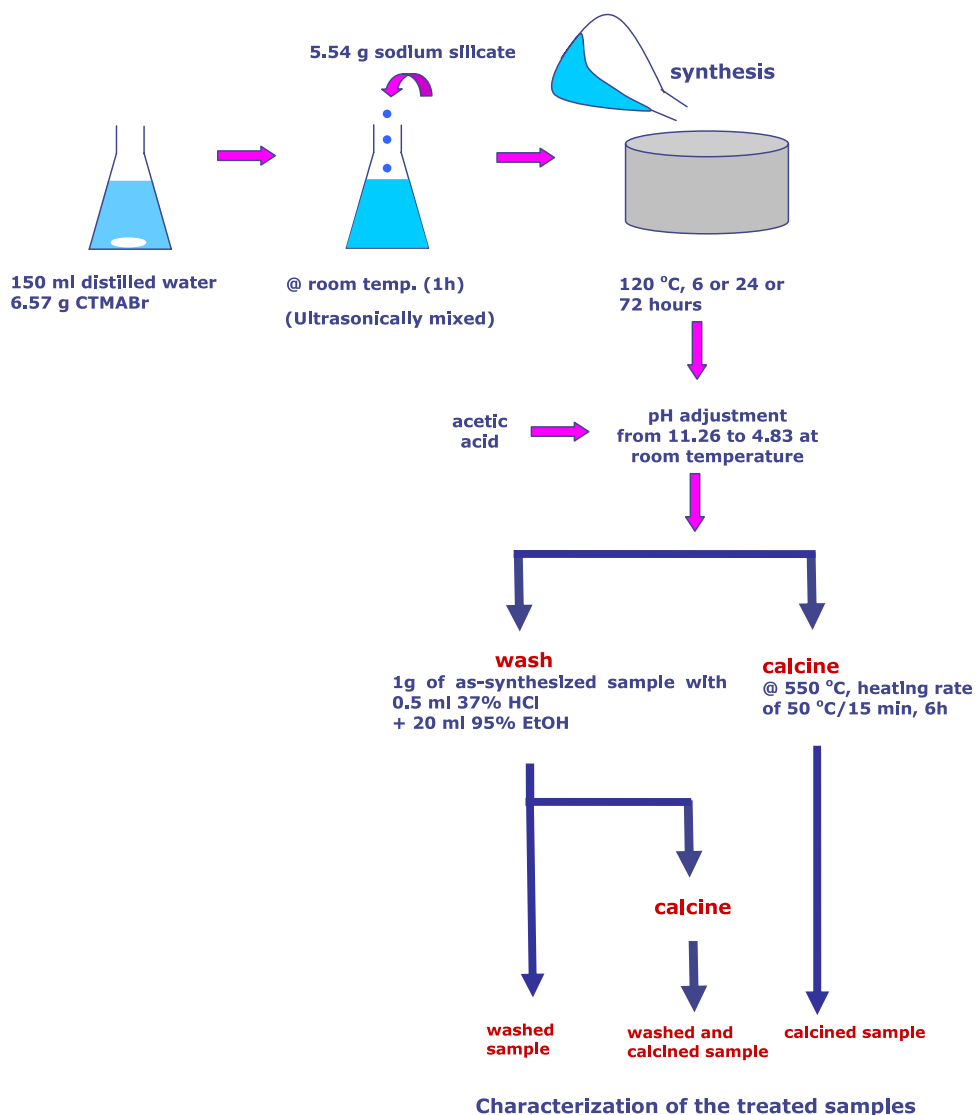 5.54 g sodium silicate
synthesis
150 ml distilled water
6.57 g CTMABr
@ room temp. (1h)
(Ultrasonically mixed)
120 °C, 6 or 24 or
72 hours
acetic
acid
pH adjustment
from 11.26 to 4.83 at
room temperature
wash
1g of as-synthesized sample with
0.5 ml 37% HCl
+ 20 ml 95% EtOH
calcine
@ 550 °C, heating rate
of 50 °C/15 min, 6h
calcine
washed
sample
washed and
calcined sample
calcined sample
Characterization of the treated samples